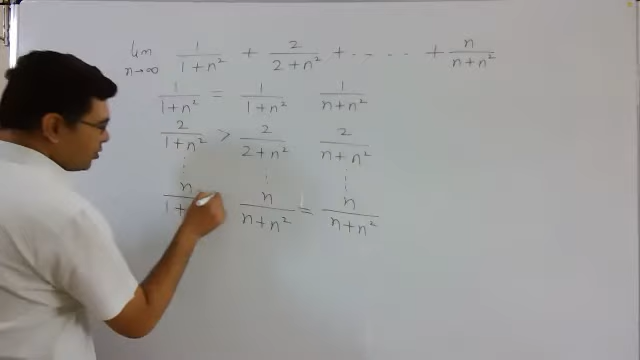 lim n→∞ 1/(1+n²) + 2/(2+n²) + ..... + n/(n+n²)
1/(1+n²) = 1/(1+n²) 1/(n+n²)
2/(1+n²) > 2/(2+n²) 2/(n+n²)
⋮ ⋮ ⋮
n/(1+ n/(n+n²) = n/(n+n²)